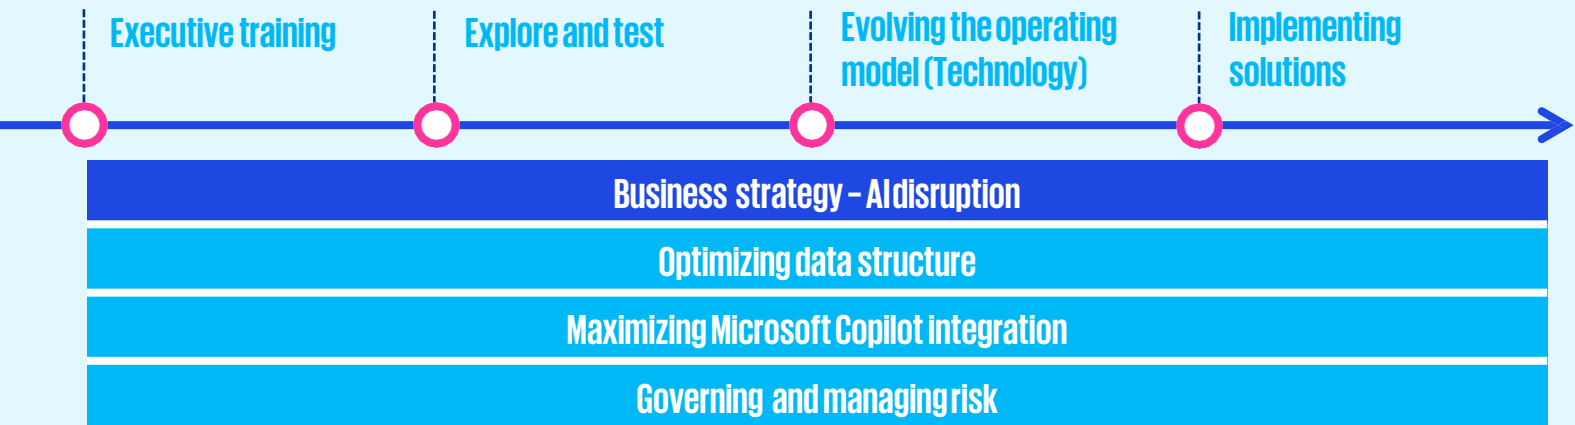 Executive training
Explore and test
Evolving the operating
model (Technology)
Implementing
solutions
Business strategy – AI disruption
Optimizing data structure
Maximizing Microsoft Copilot integration
Governing and managing risk